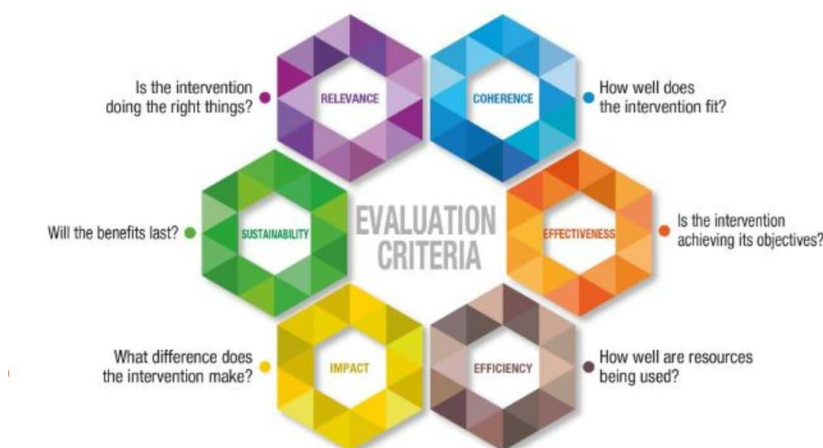 Is the intervention
doing the right things?
RELEVANCE
COHERENCE
How well does
the intervention fit?
Will the benefits last?
SUSTAINABILITY
EVALUATION
CRITERIA
EFFECTIVENESS
Is the intervention
achieving its objectives?
What difference does
the intervention make?
IMPACT
EFFICIENCY
How well are resources
being used?